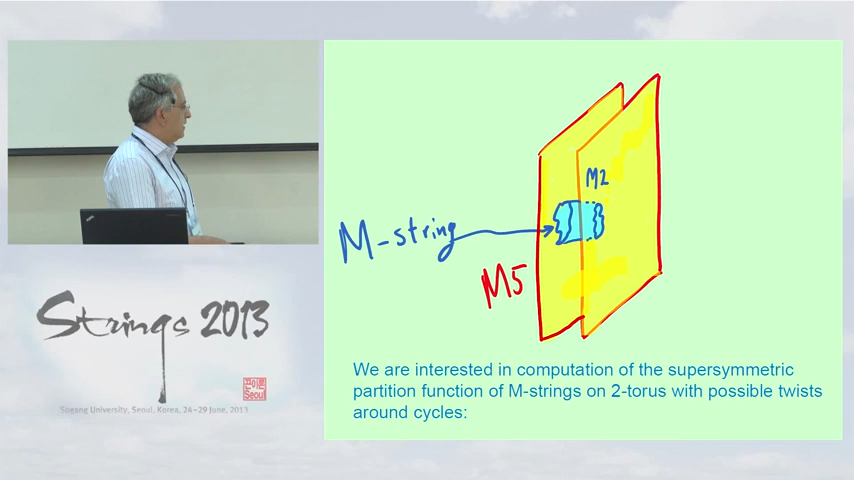 M2
M-string
M5
We are interested in computation of the supersymmetric
partition function of M-strings on 2-torus with possible twists
around cycles:
Strings 2013
Sogang University, Seoul, Korea, 24-29 June, 2013